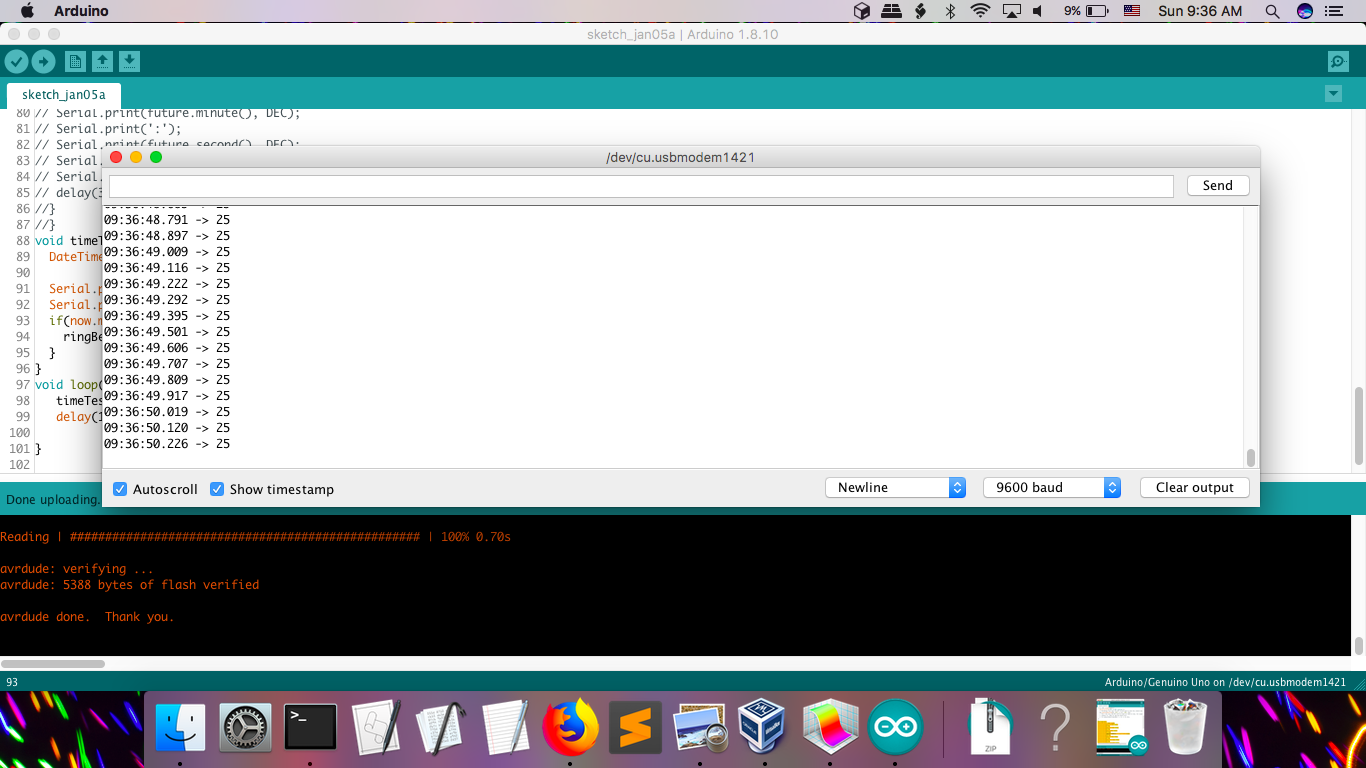 Arduino
9%
Sun 9:36 AM
sketch_jan05a | Arduino 1.8.10
sketch_jan05a
80 // Serial.print(future.minute(), DEC);
81 // Serial.print(':');
82 // Serial.print(future.second(), DEC);
83 // Serial.
84 // Serial.
85 // delay(
86 //}
87 //}
88 void timeT
89 DateTime
90
91 Serial.p
92 Serial.p
93 if(now.m
94 ringBe
95 }
96 }
97 void loop(
98 timeTes
99 delay(1
100
101 }
102
/dev/cu.usbmodem1421
Send
09:36:48.791 -> 25
09:36:48.897 -> 25
09:36:49.009 -> 25
09:36:49.116 -> 25
09:36:49.222 -> 25
09:36:49.292 -> 25
09:36:49.395 -> 25
09:36:49.501 -> 25
09:36:49.606 -> 25
09:36:49.707 -> 25
09:36:49.809 -> 25
09:36:49.917 -> 25
09:36:50.019 -> 25
09:36:50.120 -> 25
09:36:50.226 -> 25
Autoscroll
Show timestamp
Newline
9600 baud
Clear output
Done uploading.
Reading | ################################################## | 100% 0.70s
avrdude: verifying ...
avrdude: 5388 bytes of flash verified
avrdude done.  Thank you.
93
Arduino/Genuino Uno on /dev/cu.usbmodem1421
ZIP